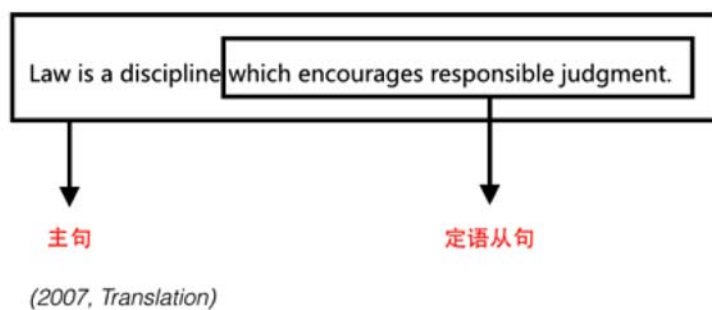 Law is a discipline which encourages responsible judgment.
主句
定语从句
(2007, Translation)